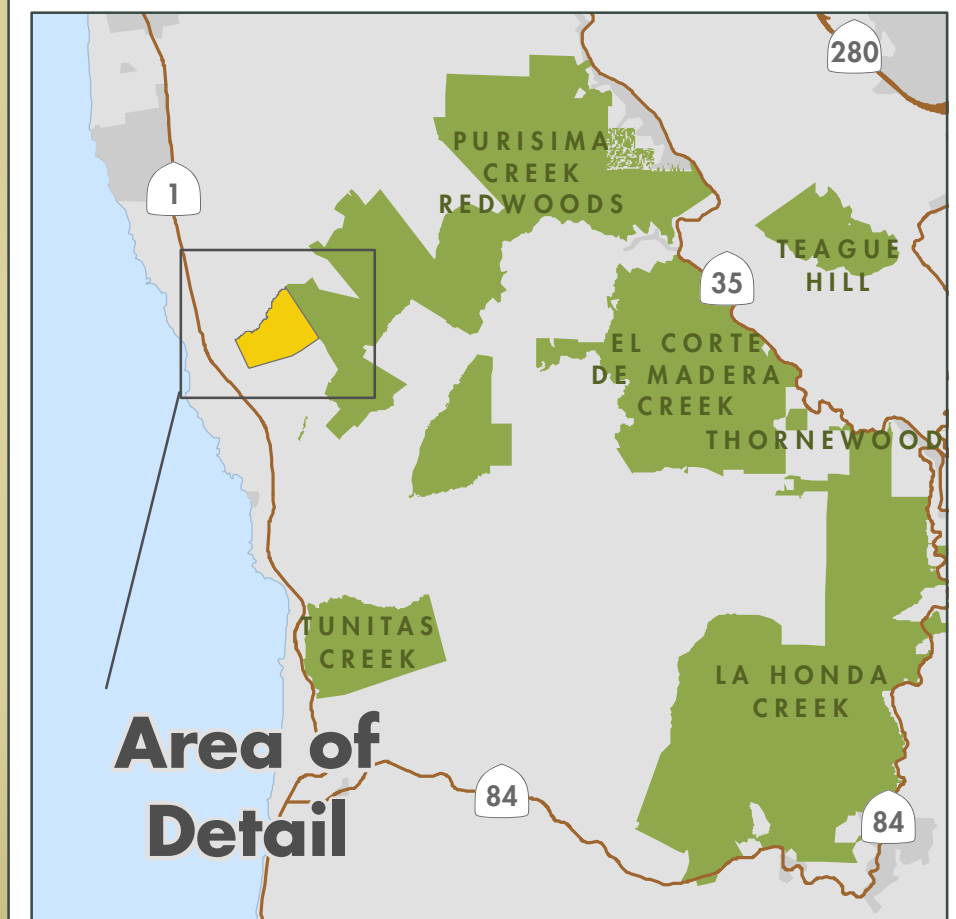 280
PURISIMA
CREEK
REDWOODS
1
TEAGUE
HILL
35
EL CORTE
DE MADERA
CREEK
THORNEWOOD
TUNITAS
CREEK
LA HONDA
CREEK
Area of
Detail
84
84